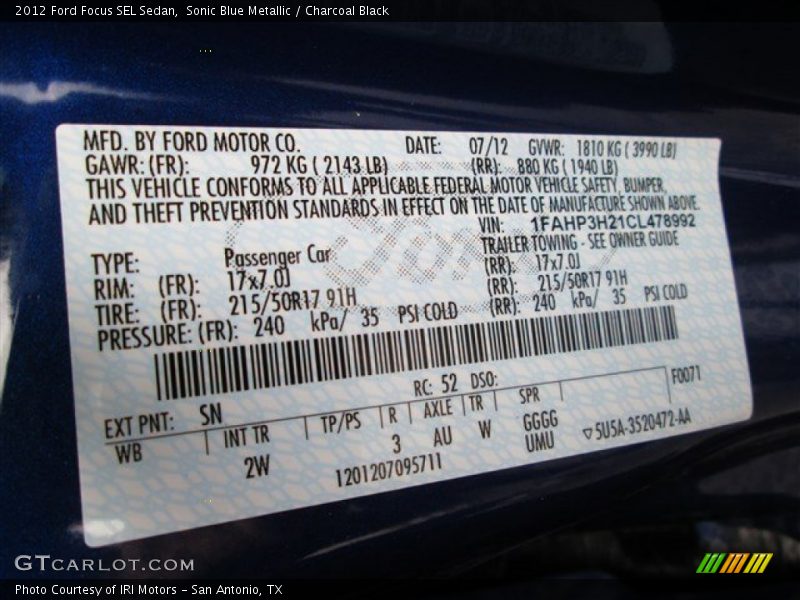 2012 Ford Focus SEL Sedan, Sonic Blue Metallic / Charcoal Black
MFD. BY FORD MOTOR CO. DATE: 07/12 GVWR: 1810 KG ( 3990 LB)
GAWR: (FR): 972 KG ( 2143 LB) (RR): 880 KG ( 1940 LB)
THIS VEHICLE CONFORMS TO ALL APPLICABLE FEDERAL MOTOR VEHICLE SAFETY, BUMPER,
AND THEFT PREVENTION STANDARDS IN EFFECT ON THE DATE OF MANUFACTURE SHOWN ABOVE.
VIN: 1FAHP3H21CL478992
TYPE: Passenger Car TRAILER TOWING - SEE OWNER GUIDE
RIM: (FR): 17x7.0J (RR): 17x7.0J
TIRE: (FR): 215/50R17 91H (RR): 215/50R17 91H
PRESSURE: (FR): 240 kPa/ 35 PSI COLD (RR): 240 kPa/ 35 PSI COLD
RC: 52 DSO:
EXT PNT: SN F0071
WB INT TR TP/PS R AXLE TR SPR
2W 3 AU W GGGG
UMU
▽5U5A-3520472-AA
1201207095711
Ford
GTCARLOT.COM
Photo Courtesy of IRI Motors – San Antonio, TX